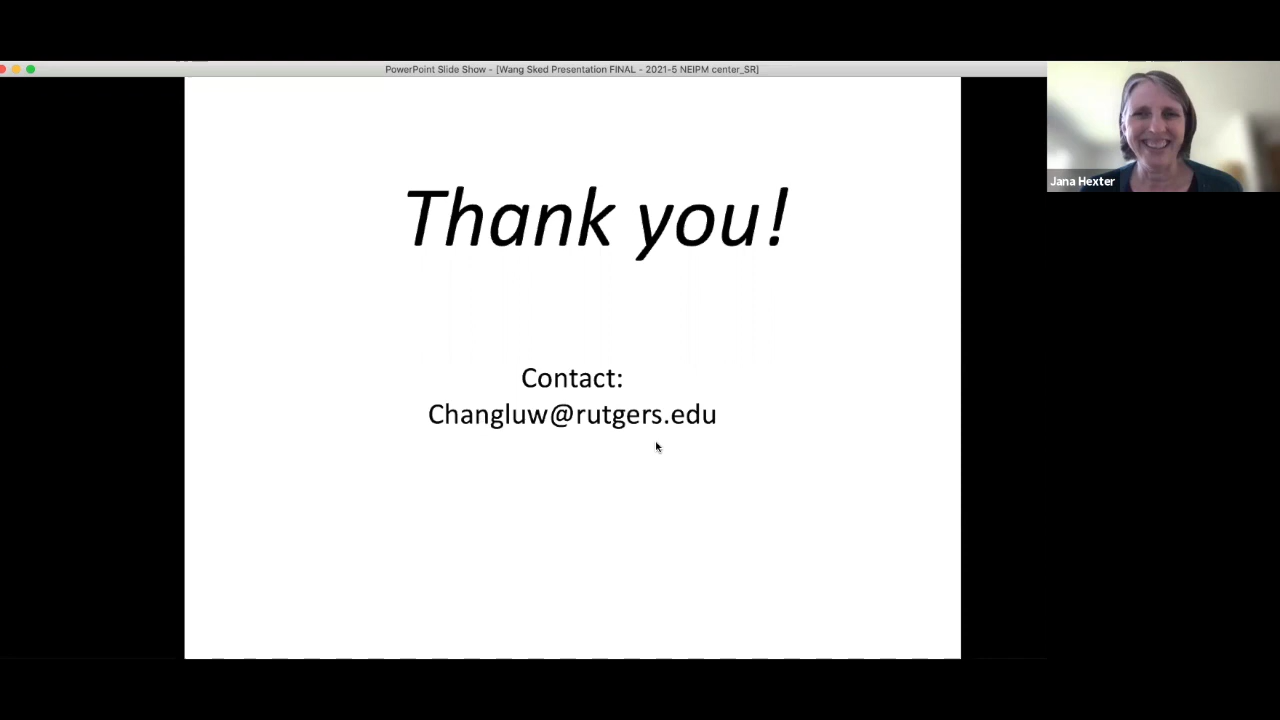 PowerPoint Slide Show - [Wang Sked Presentation FINAL - 2021-5 NEIPM center_SR]
Jana Hexter
Thank you!
Contact:
Changluw@rutgers.edu